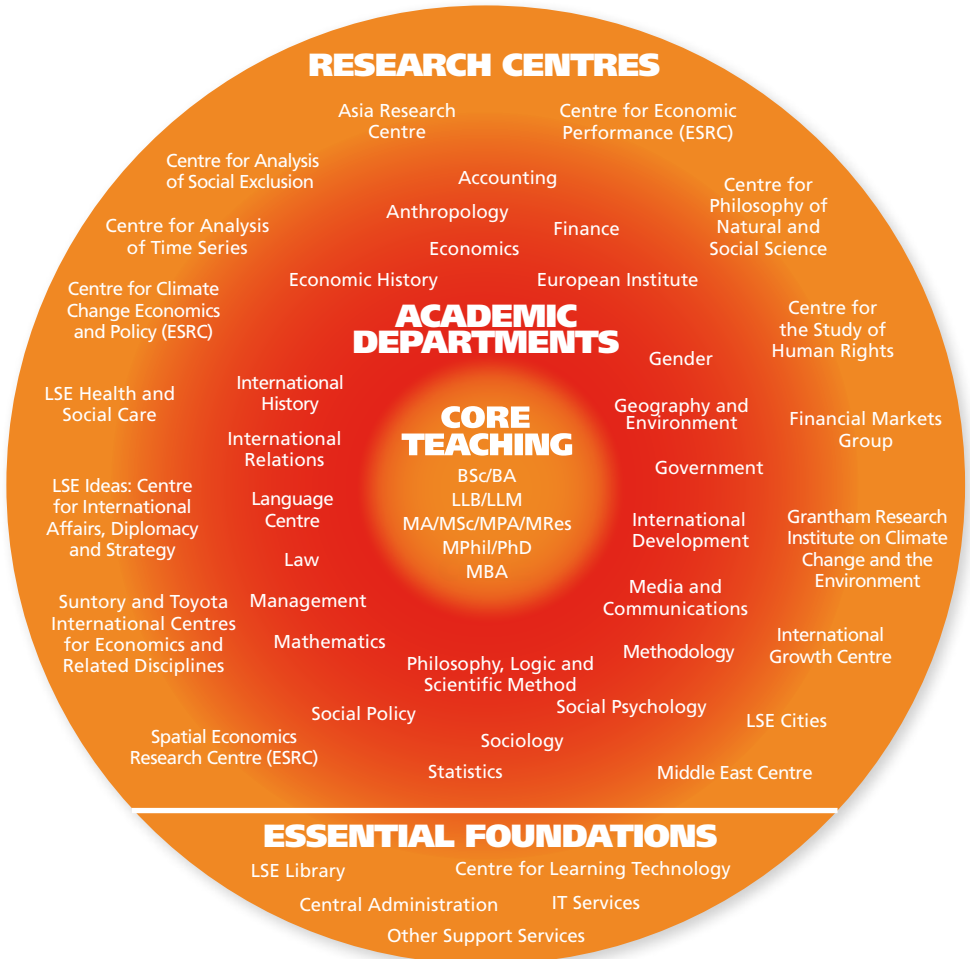 RESEARCH CENTRES
Asia Research
Centre
Centre for Economic
Performance (ESRC)
Centre for Analysis
of Social Exclusion
Centre for
Philosophy of
Natural and
Social Science
Centre for Analysis
of Time Series
Centre for Climate
Change Economics
and Policy (ESRC)
Centre for
the Study of
Human Rights
LSE Health and
Social Care
Financial Markets
Group
LSE Ideas: Centre
for International
Affairs, Diplomacy
and Strategy
Grantham Research
Institute on Climate
Change and the
Environment
Suntory and Toyota
International Centres
for Economics and
Related Disciplines
International
Growth Centre
LSE Cities
Spatial Economics
Research Centre (ESRC)
Middle East Centre
Accounting
Anthropology
Finance
Economics
Economic History
European Institute
ACADEMIC
DEPARTMENTS
Gender
International
History
Geography and
Environment
International
Relations
Government
Language
Centre
International
Development
Law
Media and
Communications
Management
Mathematics
Methodology
Philosophy, Logic and
Scientific Method
Social Policy
Social Psychology
Sociology
Statistics
CORE
TEACHING
BSc/BA
LLB/LLM
MA/MSc/MPA/MRes
MPhil/PhD
MBA
ESSENTIAL FOUNDATIONS
LSE Library
Centre for Learning Technology
Central Administration
IT Services
Other Support Services